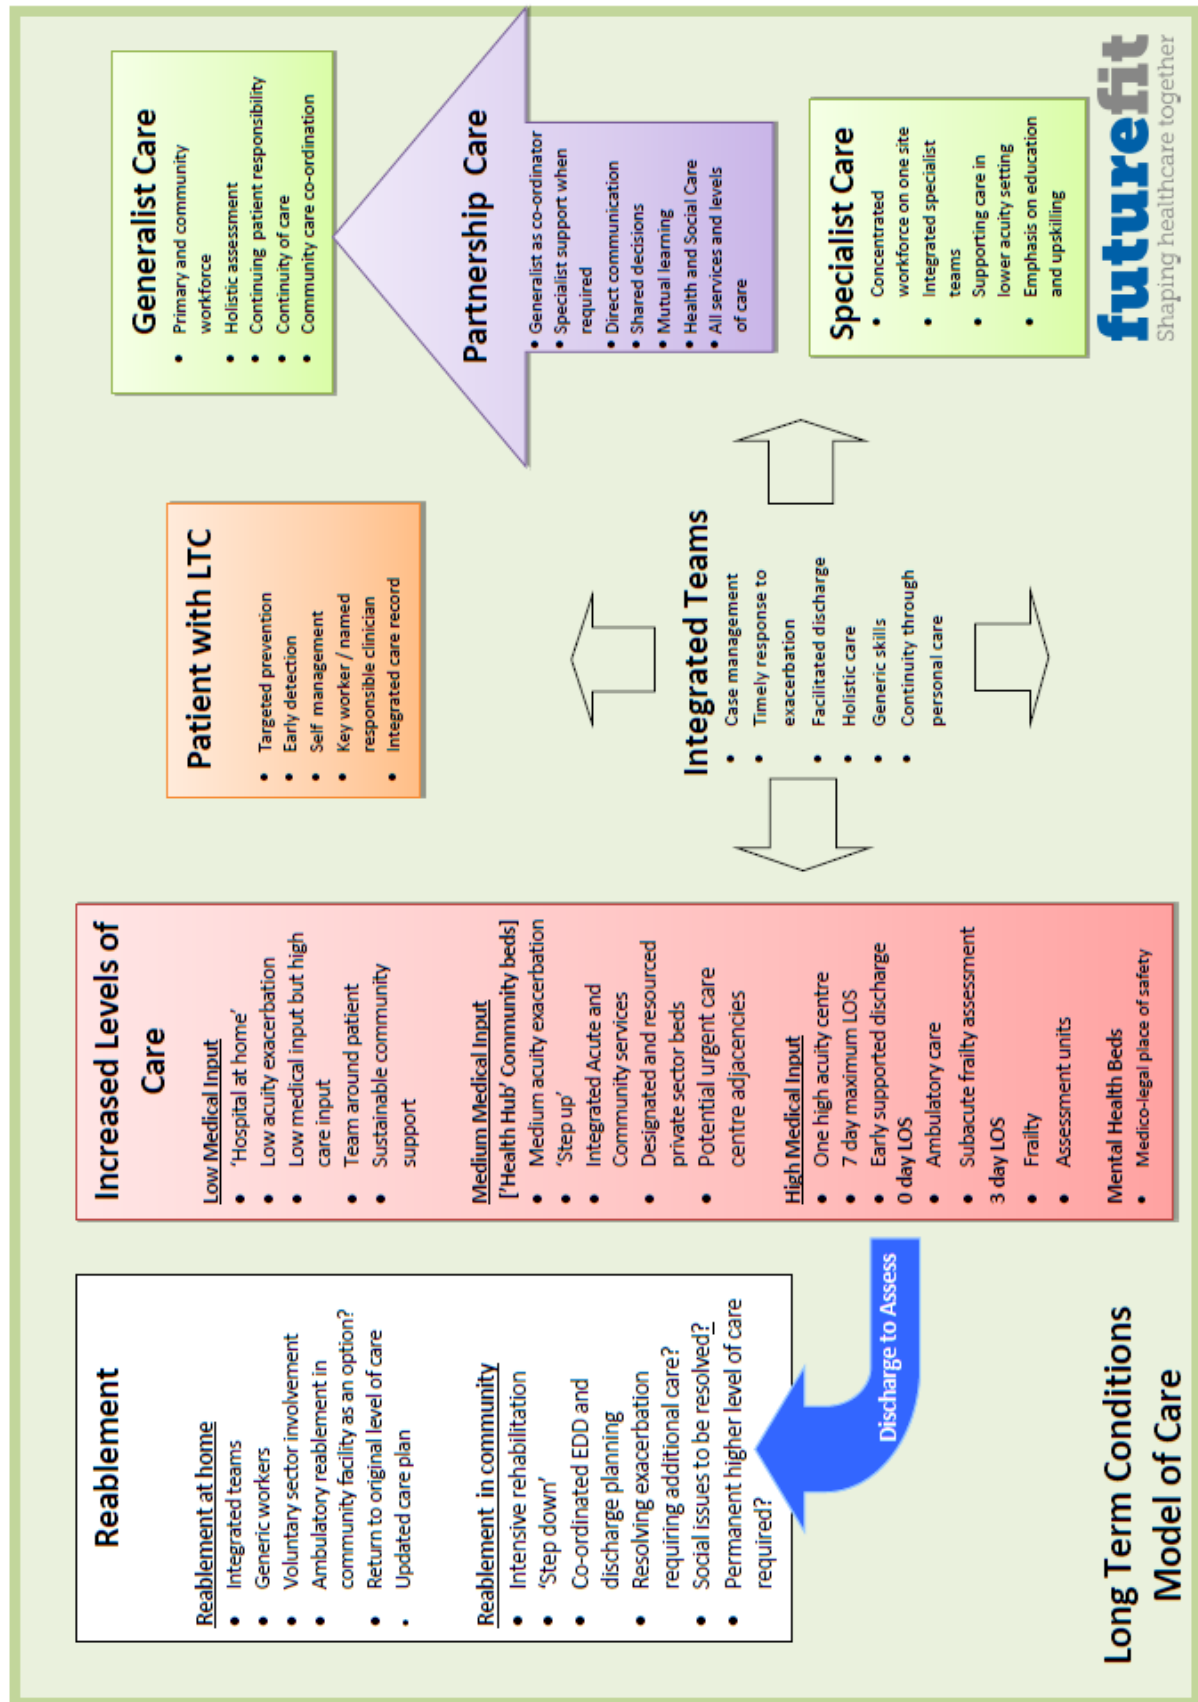 Reablement
Reablement at home
• Integrated teams
• Generic workers
• Voluntary sector involvement
• Ambulatory reablement in
community facility as an option?
• Return to original level of care
• Updated care plan
Reablement in community
• Intensive rehabilitation
• 'Step down'
• Co-ordinated EDD and
discharge planning
• Resolving exacerbation
requiring additional care?
• Social issues to be resolved?
• Permanent higher level of care
required?
Discharge to Assess
Long Term Conditions
Model of Care
Increased Levels of
Care
Low Medical Input
• 'Hospital at home'
• Low acuity exacerbation
• Low medical input but high
care input
• Team around patient
• Sustainable community
support
Medium Medical Input
['Health Hub' Community beds]
• Medium acuity exacerbation
• 'Step up'
• Integrated Acute and
Community services
• Designated and resourced
private sector beds
• Potential urgent care
centre adjacencies
High Medical Input
• One high acuity centre
• 7 day maximum LOS
• Early supported discharge
0 day LOS
• Ambulatory care
• Subacute frailty assessment
3 day LOS
• Frailty
• Assessment units
Mental Health Beds
• Medico-legal place of safety
Patient with LTC
• Targeted prevention
• Early detection
• Self management
• Key worker / named
responsible clinician
• Integrated care record
Integrated Teams
• Case management
• Timely response to
exacerbation
• Facilitated discharge
• Holistic care
• Generic skills
• Continuity through
personal care
Generalist Care
• Primary and community
workforce
• Holistic assessment
• Continuing patient responsibility
• Continuity of care
• Community care co-ordination
Partnership Care
• Generalist as co-ordinator
• Specialist support when
required
• Direct communication
• Shared decisions
• Mutual learning
• Health and Social Care
• All services and levels
of care
Specialist Care
• Concentrated
workforce on one site
• Integrated specialist
teams
• Supporting care in
lower acuity setting
• Emphasis on education
and upskilling
futurefit
Shaping healthcare together